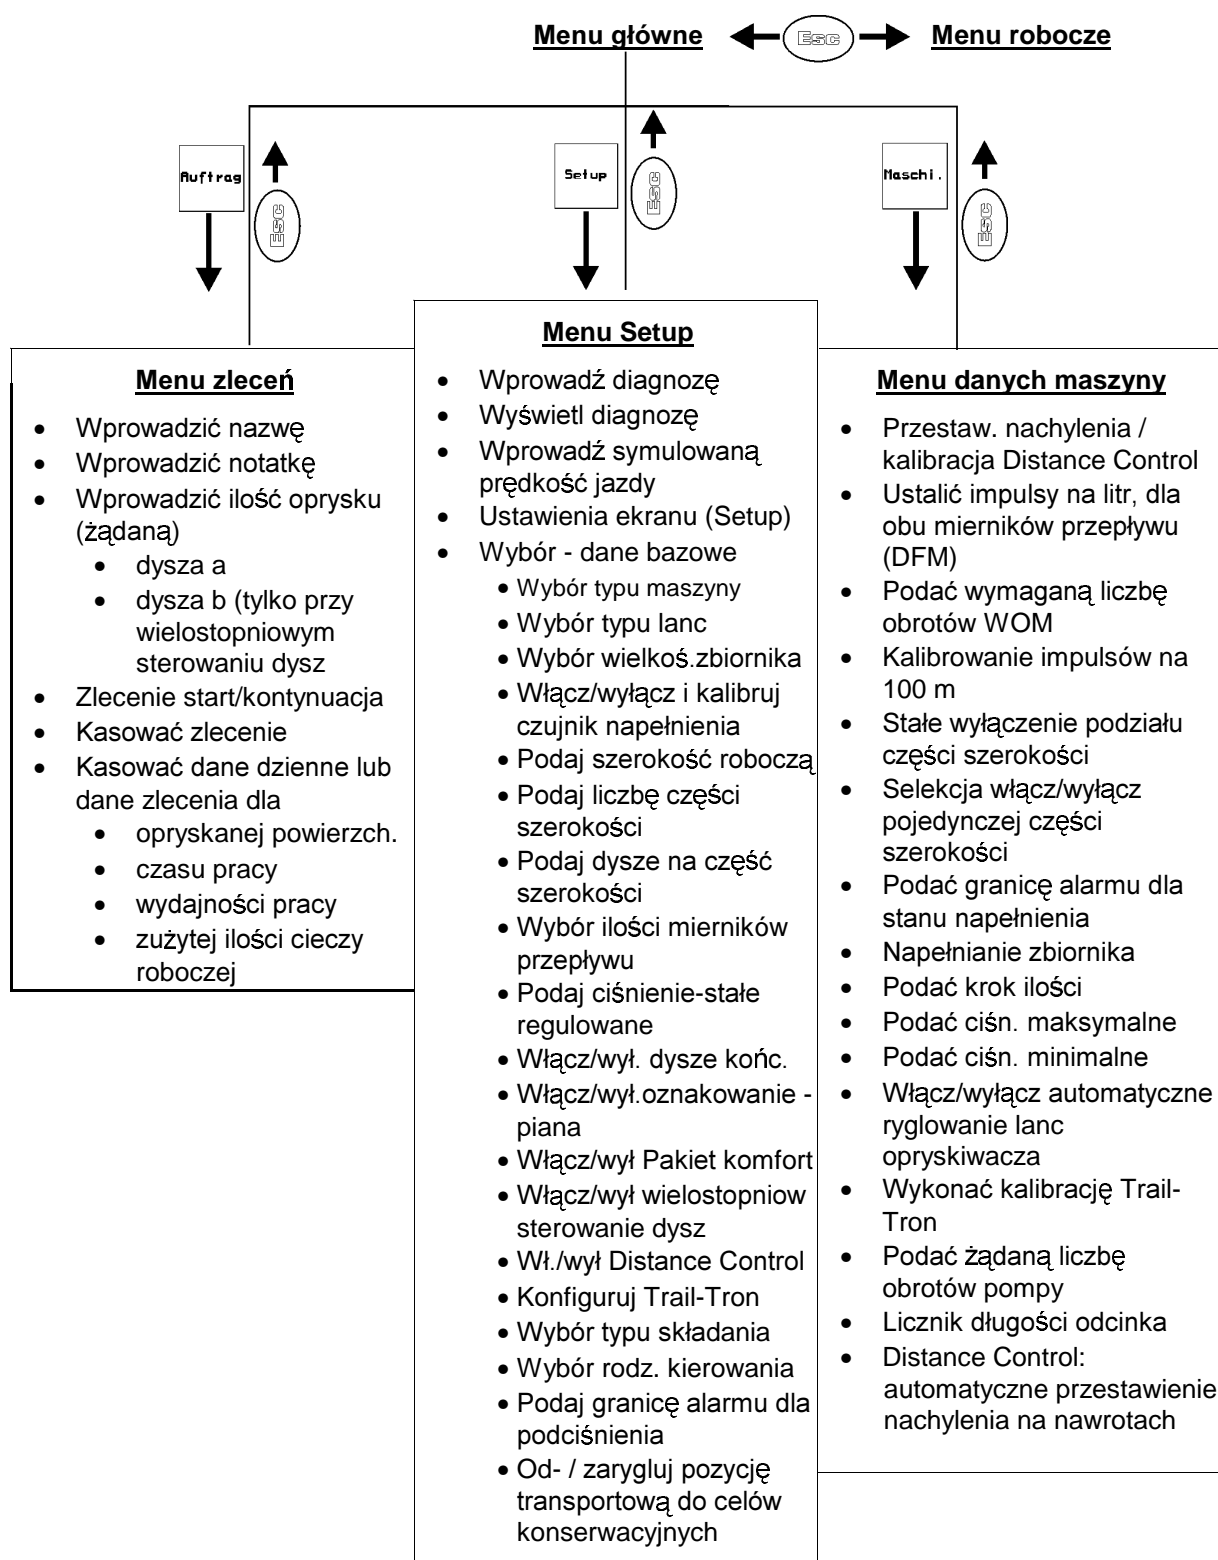 Menu główne
Esc
Menu robocze
Auftrag
Esc
Setup
Esc
Maschi.
Esc
Menu zleceń
• Wprowadzić nazwę
• Wprowadzić notatkę
• Wprowadzić ilość oprysku
(żądaną)
• dysza a
• dysza b (tylko przy
wielostopniowym
sterowaniu dysz
• Zlecenie start/kontynuacja
• Kasować zlecenie
• Kasować dane dzienne lub
dane zlecenia dla
• opryskanej powierzch.
• czasu pracy
• wydajności pracy
• zużytej ilości cieczy
roboczej
Menu Setup
• Wprowadź diagnozę
• Wyświetl diagnozę
• Wprowadź symulowaną
prędkość jazdy
• Ustawienia ekranu (Setup)
• Wybór - dane bazowe
• Wybór typu maszyny
• Wybór typu lanc
• Wybór wielkoś.zbiornika
• Włącz/wyłącz i kalibruj
czujnik napełnienia
• Podaj szerokość roboczą
• Podaj liczbę części
szerokości
• Podaj dysze na część
szerokości
• Wybór ilości mierników
przepływu
• Podaj ciśnienie-stałe
regulowane
• Włącz/wył. dysze końc.
• Włącz/wył.oznakowanie -
piana
• Włącz/wył Pakiet komfort
• Włącz/wył wielostopniow
sterowanie dysz
• Wł./wył Distance Control
• Konfiguruj Trail-Tron
• Wybór typu składania
• Wybór rodz. kierowania
• Podaj granicę alarmu dla
podciśnienia
• Od- / zarygluj pozycję
transportową do celów
konserwacyjnych
Menu danych maszyny
• Przestaw. nachylenia /
kalibracja Distance Control
• Ustalić impulsy na litr, dla
obu mierników przepływu
(DFM)
• Podać wymaganą liczbę
obrotów WOM
• Kalibrowanie impulsów na
100 m
• Stałe wyłączenie podziału
części szerokości
• Selekcja włącz/wyłącz
pojedynczej części
szerokości
• Podać granicę alarmu dla
stanu napełnienia
• Napełnianie zbiornika
• Podać krok ilości
• Podać ciśn. maksymalne
• Podać ciśn. minimalne
• Włącz/wyłącz automatyczne
ryglowanie lanc
opryskiwacza
• Wykonać kalibrację Trail-
Tron
• Podać żądaną liczbę
obrotów pompy
• Licznik długości odcinka
• Distance Control:
automatyczne przestawienie
nachylenia na nawrotach